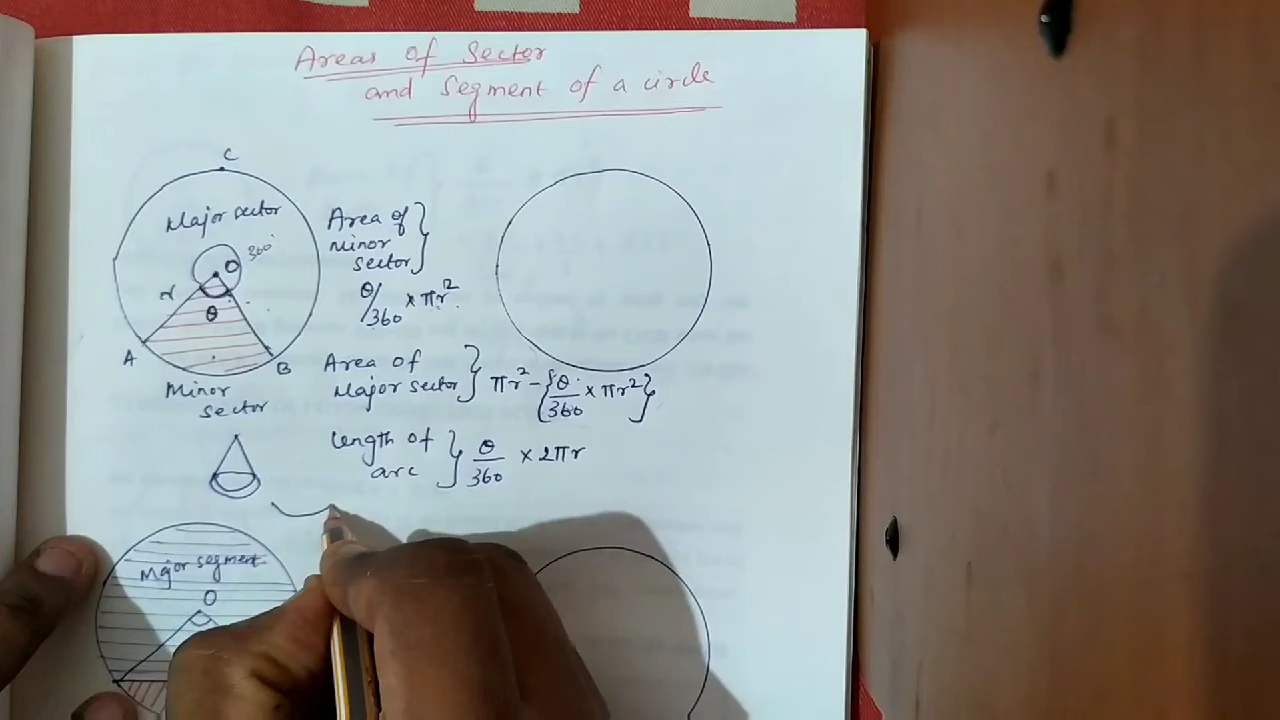 Areas of Sector
and Segment of a circle
C
Major sector
360°
O
r
θ
A
B
Minor
sector
Area of
minor
sector }
θ/360 × πr²
Area of
Major sector } πr² - { θ/360 × πr² }
length of
arc } θ/360 × 2πr
Mgjor segment
O